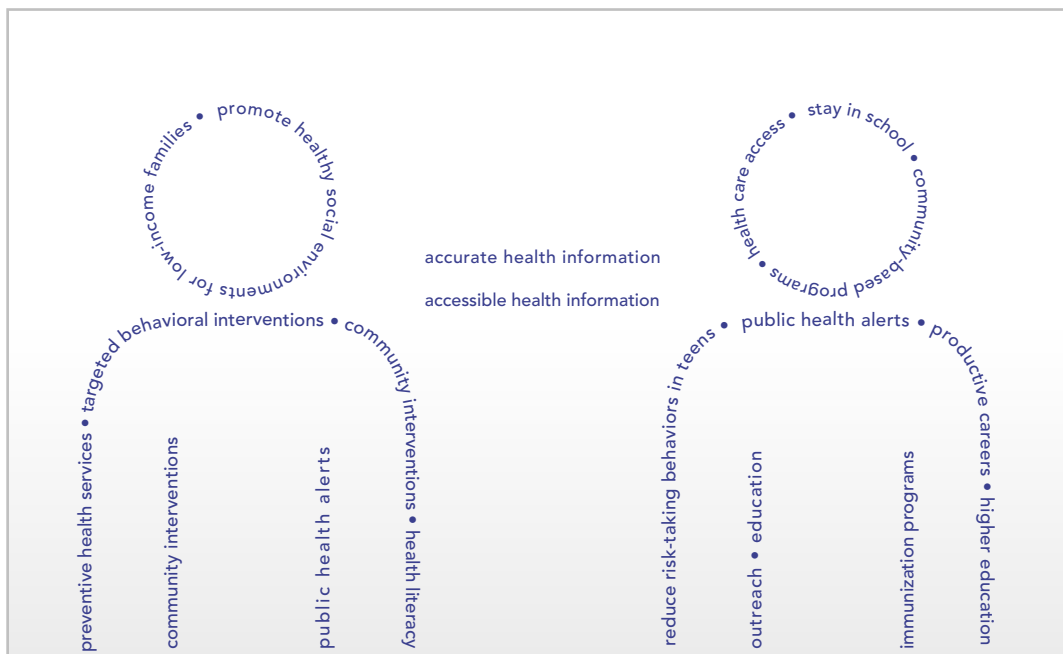 promote healthy social environments for low-income families •
accurate health information
accessible health information
preventive health services • targeted behavioral interventions • community interventions • health literacy
community interventions
public health alerts
stay in school • community-based programs • health care access •
reduce risk-taking behaviors in teens • public health alerts • productive careers • higher education
outreach • education
immunization programs